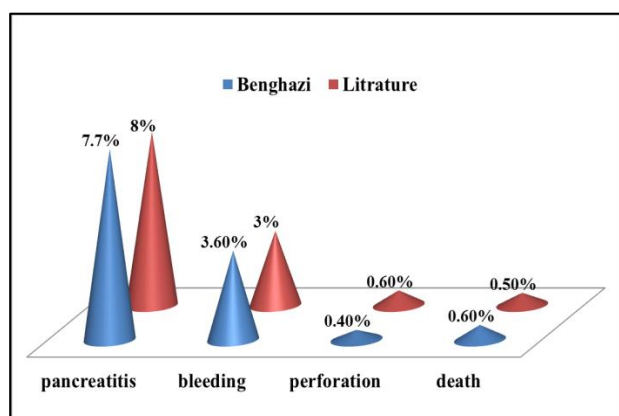 Benghazi Litrature
7.7% 8%
3.60% 3%
0.40% 0.60%
0.60% 0.50%
pancreatitis bleeding perforation death